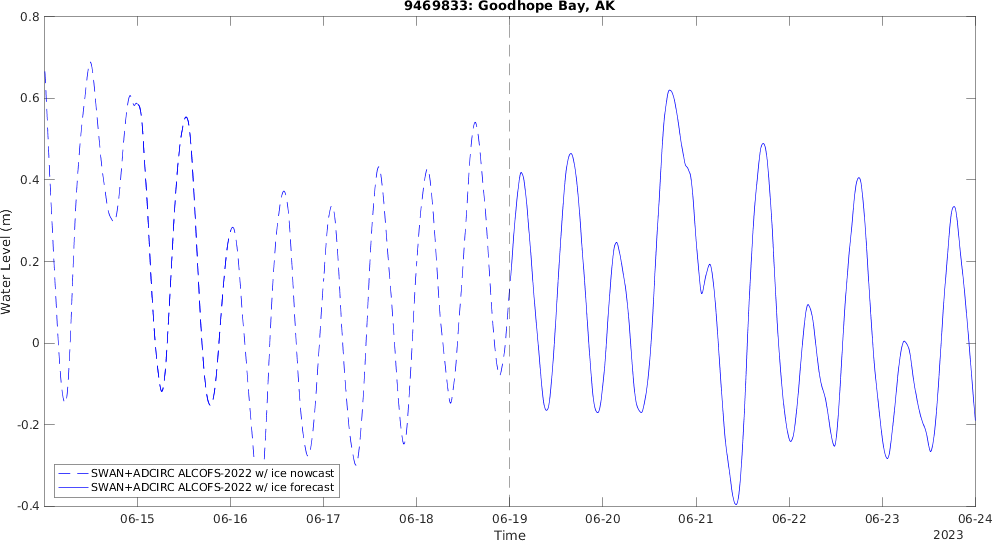 9469833: Goodhope Bay, AK
0.8
0.6
0.4
0.2
0
-0.2
-0.4
Water Level (m)
SWAN+ADCIRC ALCOFS-2022 w/ ice nowcast
SWAN+ADCIRC ALCOFS-2022 w/ ice forecast
06-15 06-16 06-17 06-18 06-19 06-20 06-21 06-22 06-23 06-24
Time
2023